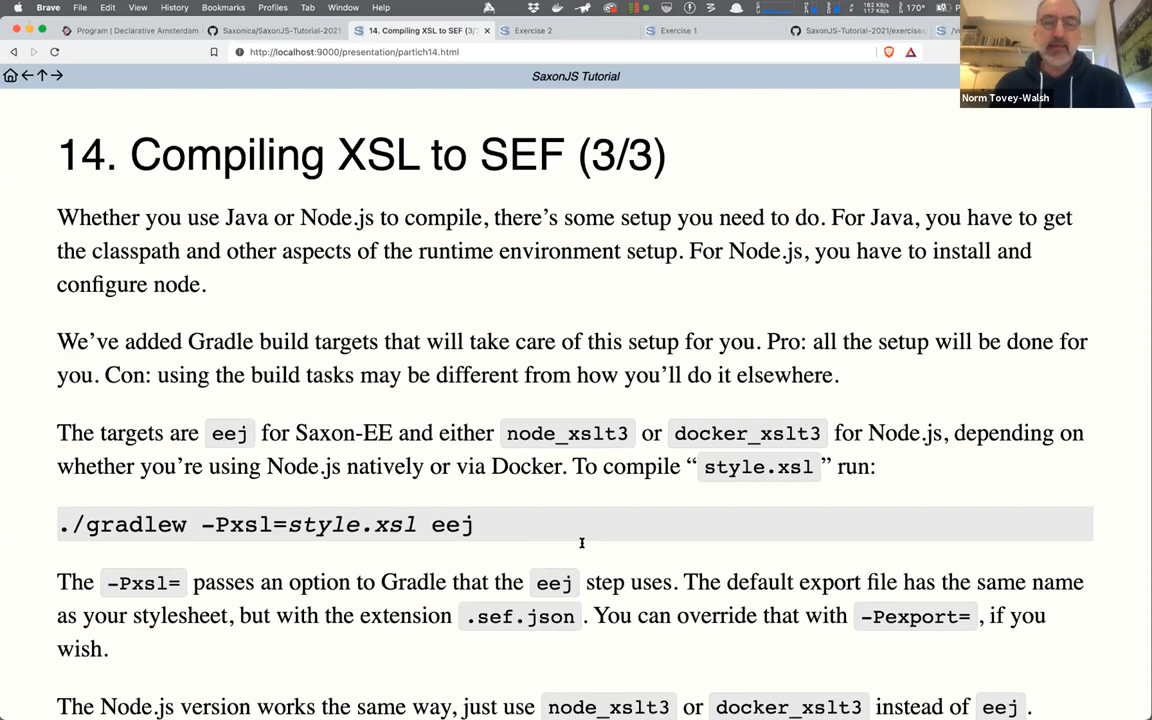 Brave File Edit View History Bookmarks Profiles Tab Window Help
162 KB/s
117 KB/s
170°
Program | Declarative Amsterdam
Saxonica/SaxonJS-Tutorial-2021
14. Compiling XSL to SEF (3/3)
Exercise 2
Exercise 1
SaxonJS-Tutorial-2021/exercises
http://localhost:9000/presentation/partich14.html
SaxonJS Tutorial
Norm Tovey-Walsh
14. Compiling XSL to SEF (3/3)
Whether you use Java or Node.js to compile, there’s some setup you need to do. For Java, you have to get
the classpath and other aspects of the runtime environment setup. For Node.js, you have to install and
configure node.
We’ve added Gradle build targets that will take care of this setup for you. Pro: all the setup will be done for
you. Con: using the build tasks may be different from how you’ll do it elsewhere.
The targets are eej for Saxon-EE and either node_xslt3 or docker_xslt3 for Node.js, depending on
whether you’re using Node.js natively or via Docker. To compile “style.xsl” run:
./gradlew -Pxsl=style.xsl eej
The -Pxsl= passes an option to Gradle that the eej step uses. The default export file has the same name
as your stylesheet, but with the extension .sef.json. You can override that with -Pexport=, if you
wish.
The Node.js version works the same way, just use node_xslt3 or docker_xslt3 instead of eej.